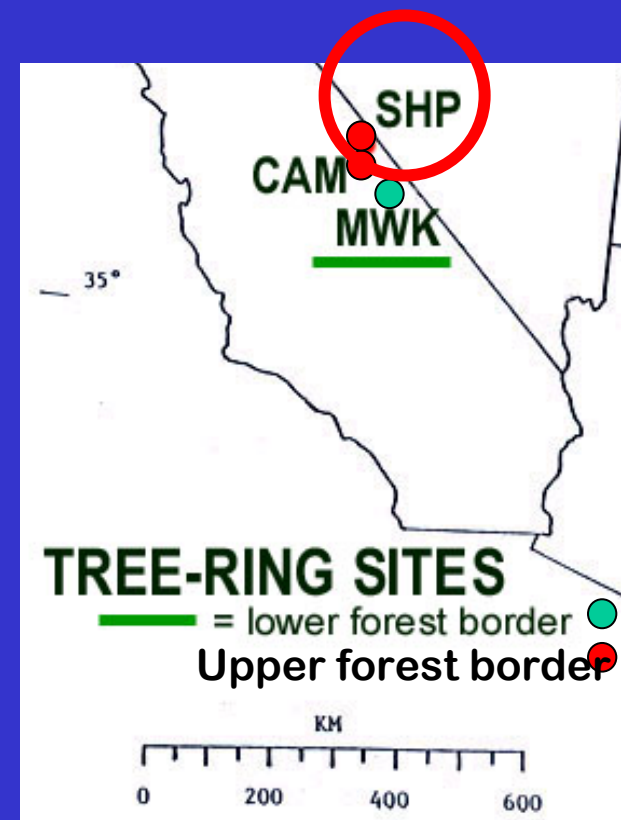 SHP
CAM
MWK
35°
TREE-RING SITES
= lower forest border
Upper forest border
KM
0 200 400 600